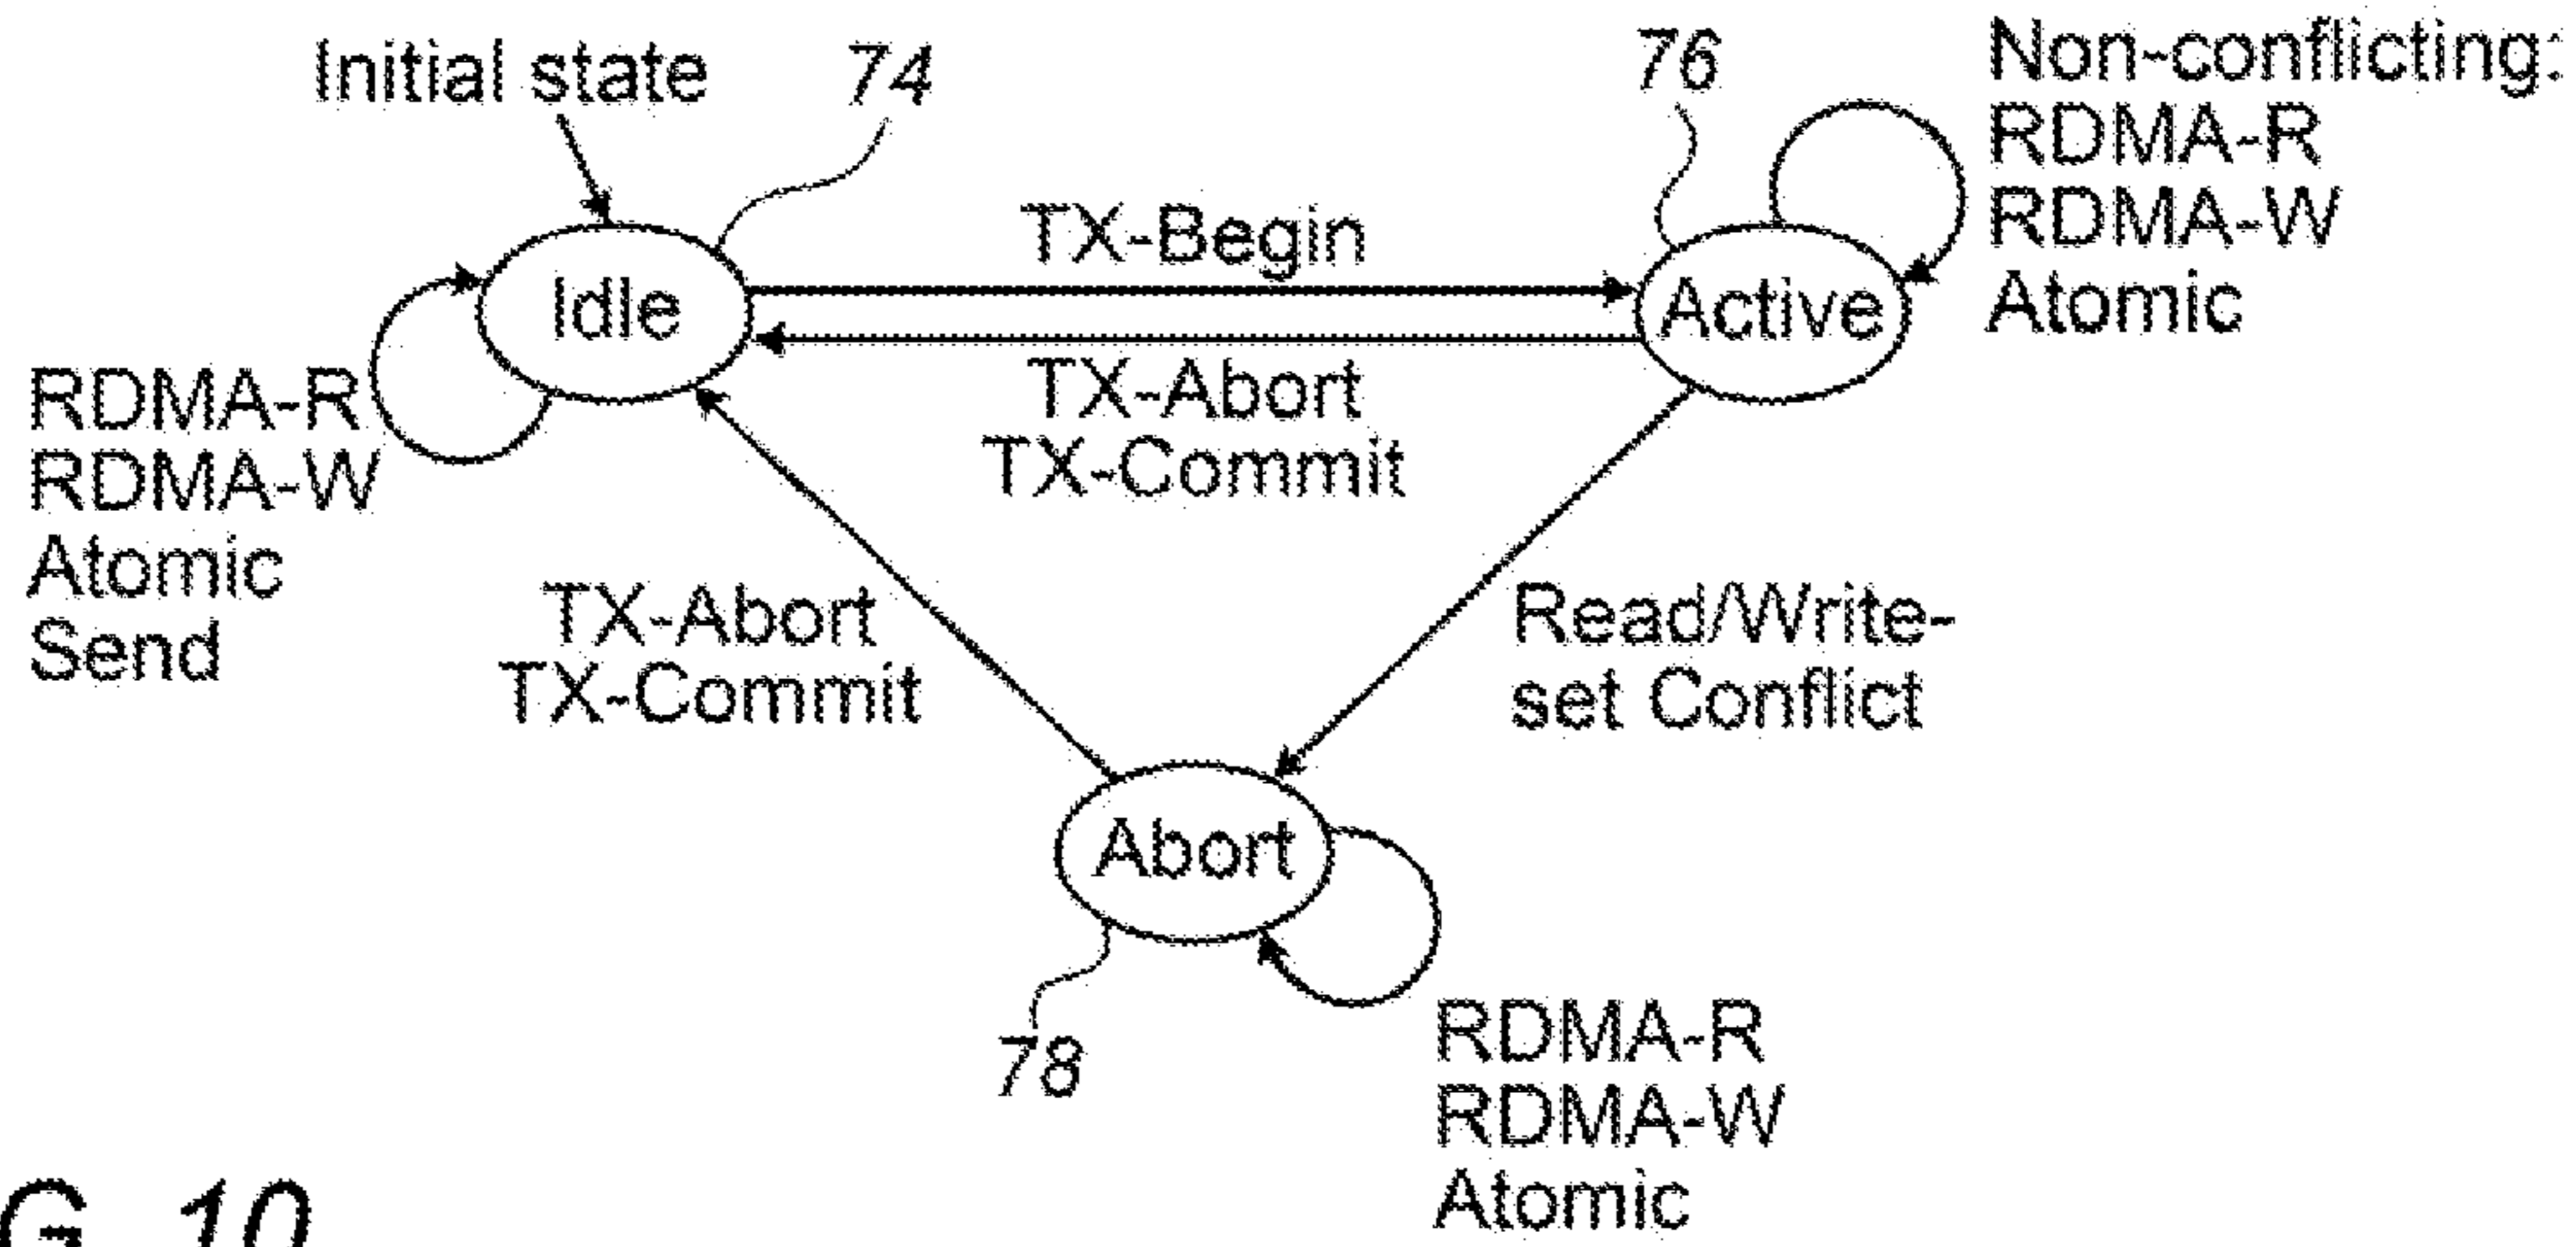 Initial state
74
76
Non-conflicting:
RDMA-R
RDMA-W
Atomic
TX-Begin
Idle
Active
TX-Abort
TX-Commit
RDMA-R
RDMA-W
Atomic
Send
TX-Abort
TX-Commit
Read/Write-
set Conflict
Abort
78
RDMA-R
RDMA-W
Atomic
G. 10